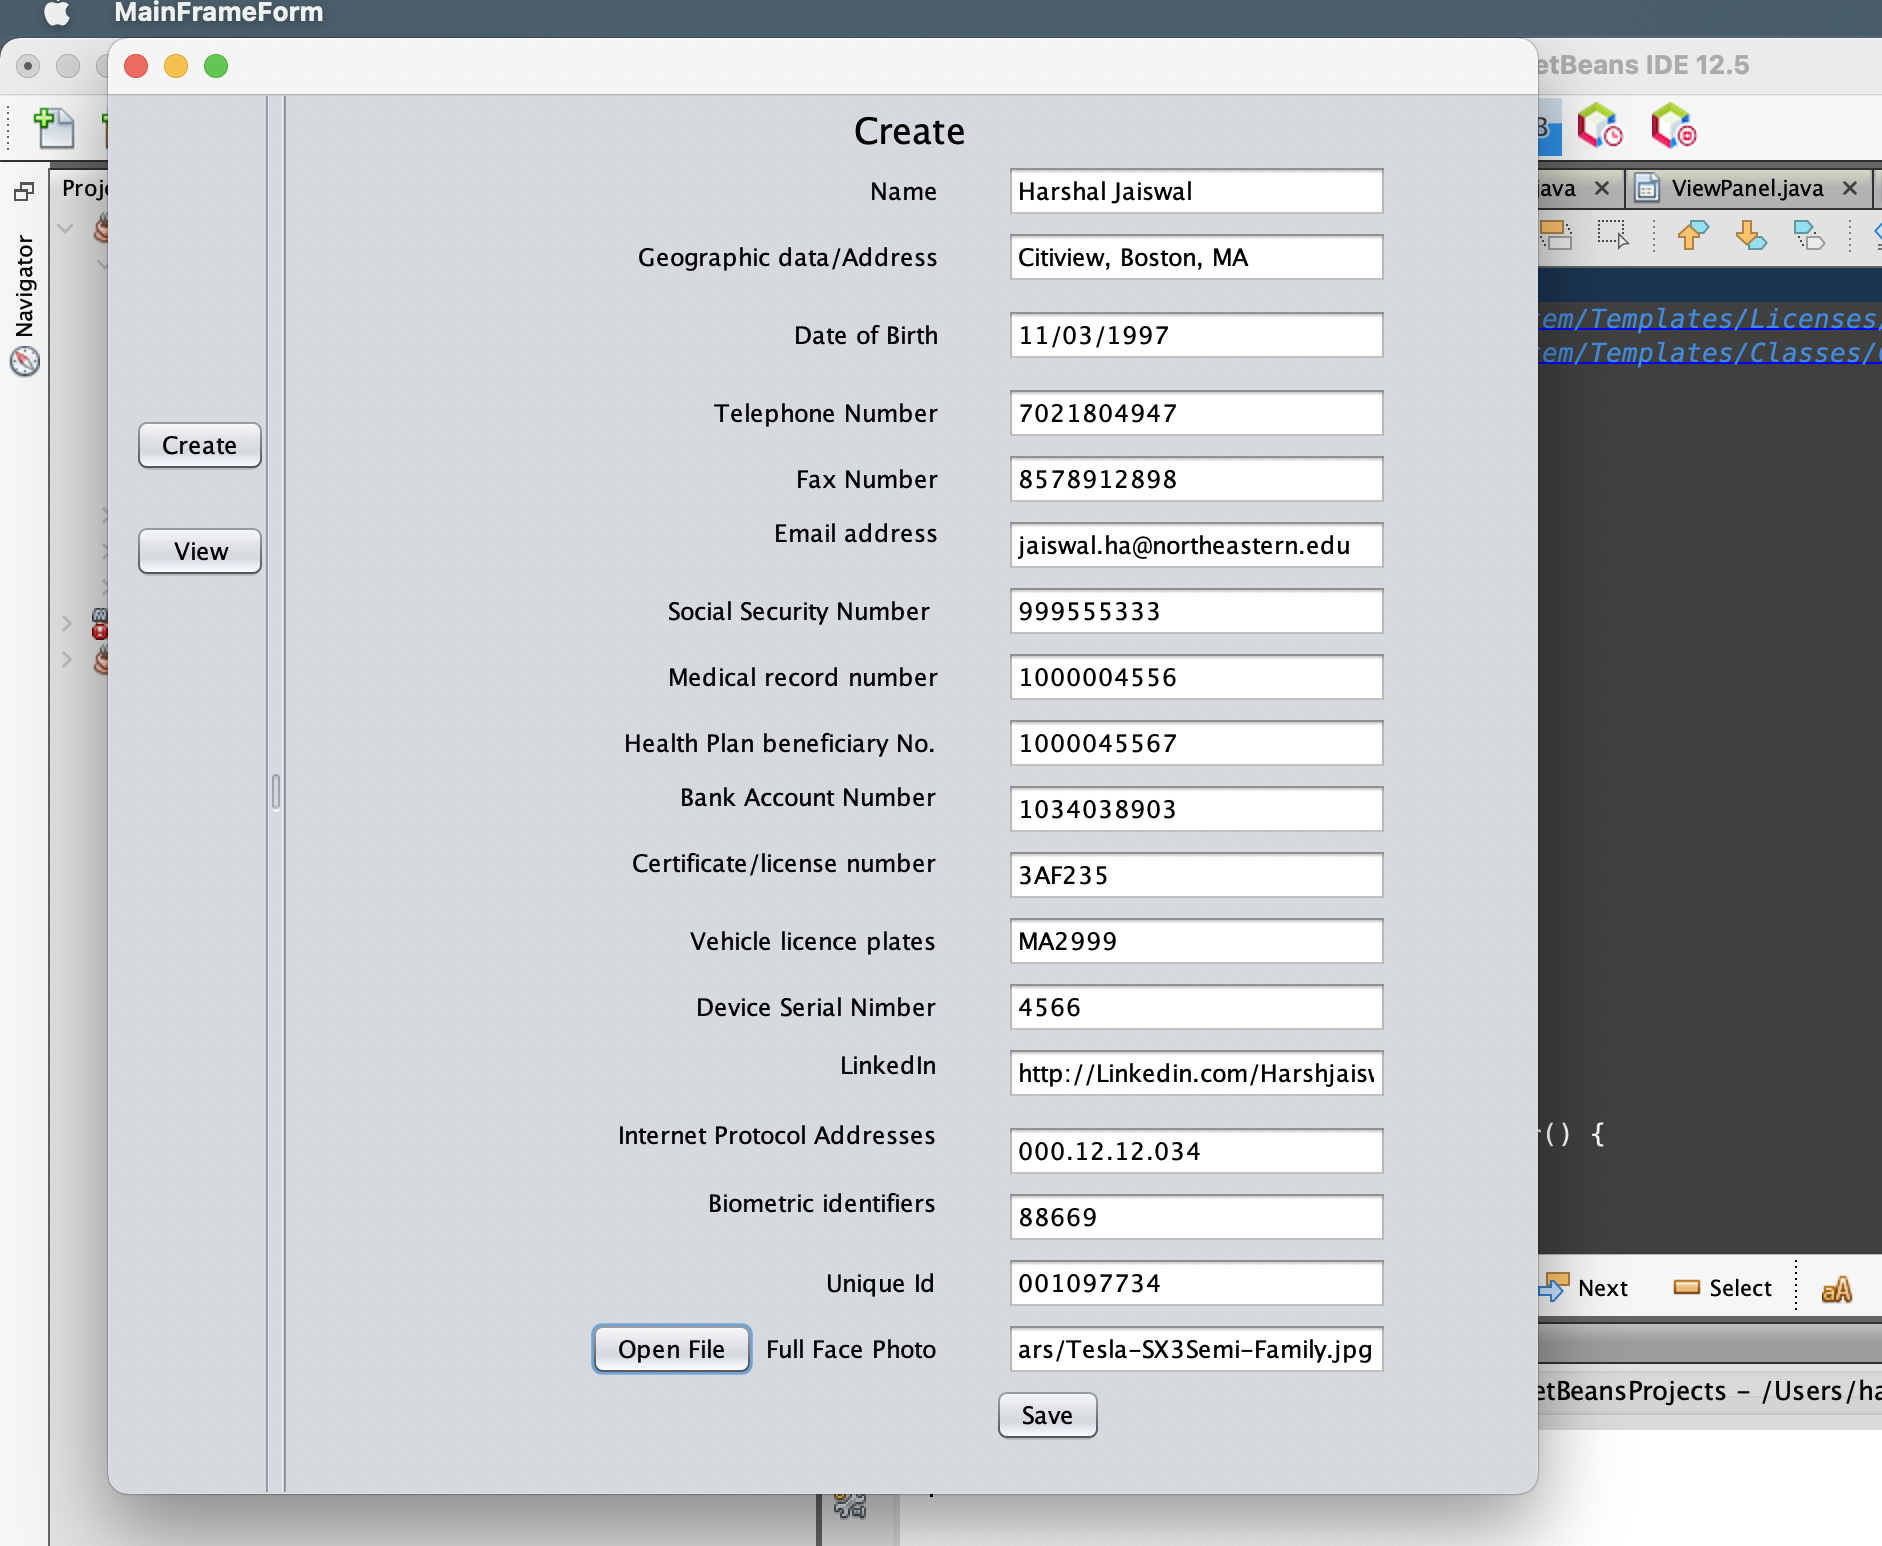 MainFrameForm
etBeans IDE 12.5
Create
Name Harshal Jaiswal
Geographic data/Address Citiview, Boston, MA
Date of Birth 11/03/1997
Telephone Number 7021804947
Fax Number 8578912898
Email address jaiswal.ha@northeastern.edu
Social Security Number 999555333
Medical record number 1000004556
Health Plan beneficiary No. 1000045567
Bank Account Number 1034038903
Certificate/license number 3AF235
Vehicle licence plates MA2999
Device Serial Nimber 4566
LinkedIn http://Linkedin.com/Harshjaisw
Internet Protocol Addresses 000.12.12.034
Biometric identifiers 88669
Unique Id 001097734
Open File Full Face Photo ars/Tesla-SX3Semi-Family.jpg
Save
Create
View
Proje
Navigator
ava
ViewPanel.java
em/Templates/Licenses/
em/Templates/Classes/
() {
Next Select
etBeansProjects – /Users/ha